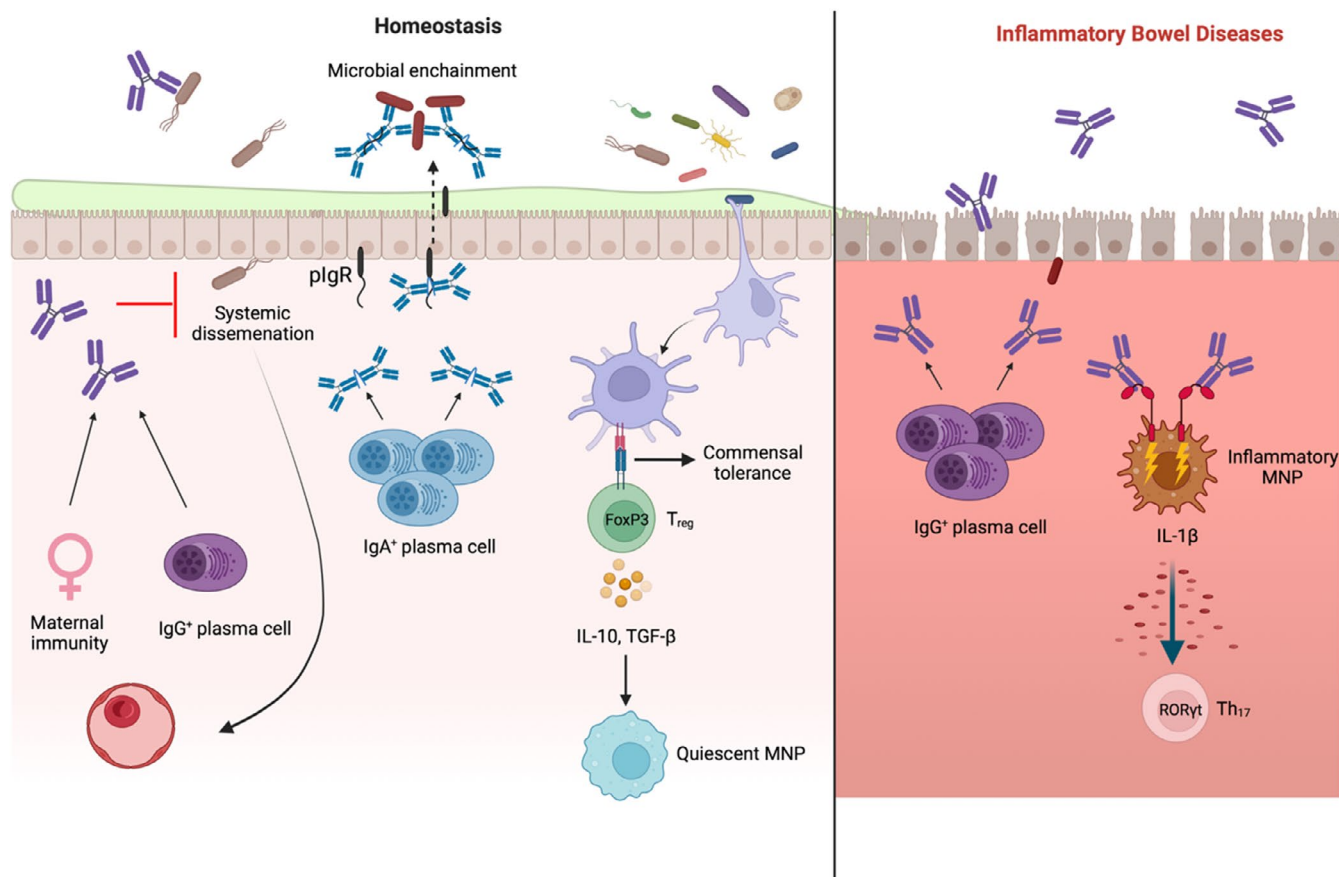 Homeostasis
Microbial enchainment
pIgR
Systemic
dissemenation
Commensal
tolerance
FoxP3
T_reg
IgA⁺ plasma cell
Maternal
immunity
IgG⁺ plasma cell
IL-10, TGF-β
Quiescent MNP
Inflammatory Bowel Diseases
IgG⁺ plasma cell
Inflammatory
MNP
IL-1β
RORγt
Th₁₇